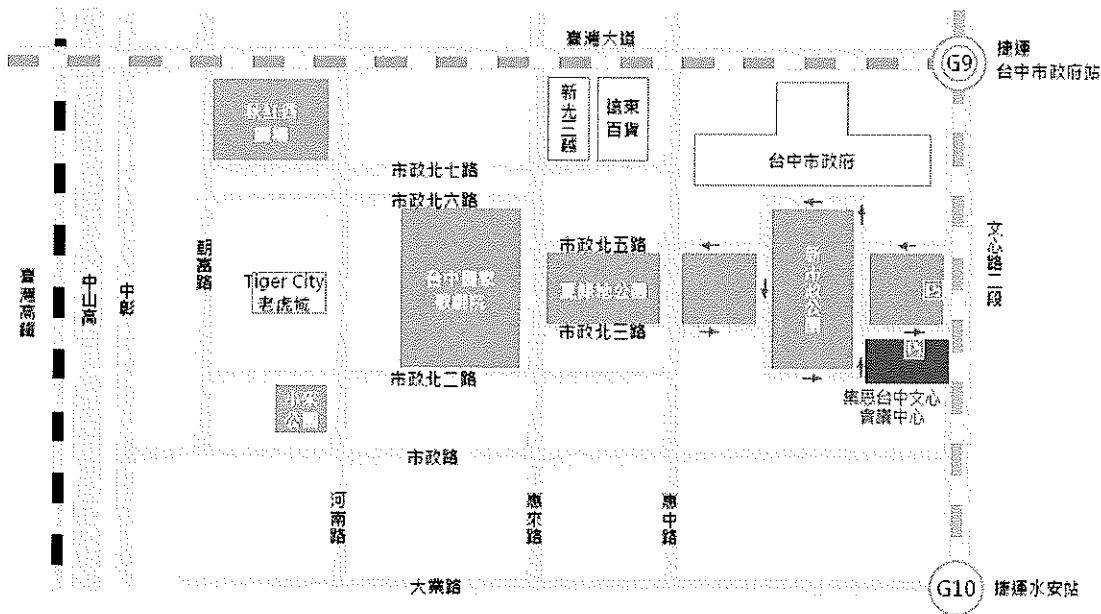 臺灣大道
G9
捷運
台中市政府站
新光三越
遠東
百貨
台中市政府
市政北七路
市政北六路
市政北五路
市政北三路
市政北二路
臺灣高鐵
中山高
中彰
朝富路
Tiger City
老虎城
台中國家
歌劇院
夏綠地公園
新市政公園
文心路二段
P
P
集思台中文心
會議中心
公園
市政路
河南路
惠來路
惠中路
大業路
G10
捷運水安站